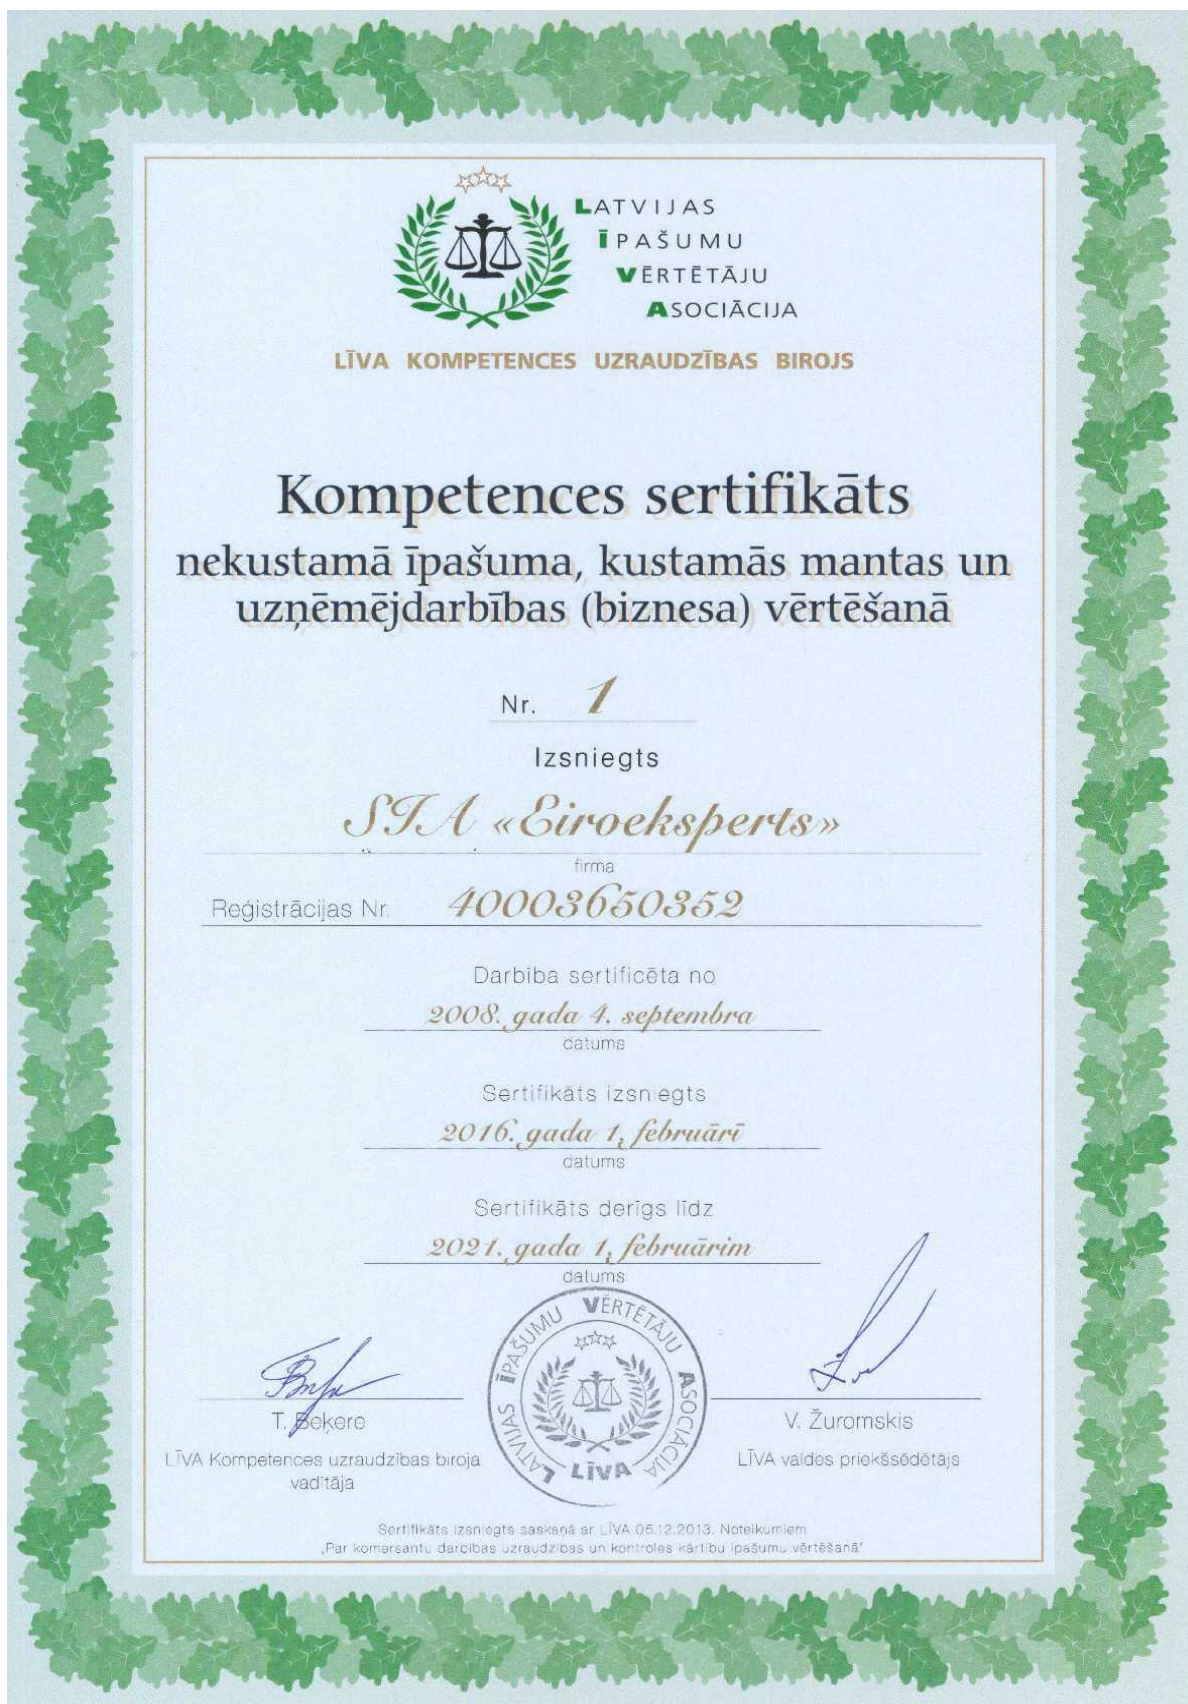 LATVIJAS
ĪPAŠUMU
VĒRTĒTĀJU
ASOCIĀCIJA
LĪVA KOMPETENCES UZRAUDZĪBAS BIROJS
Kompetences sertifikāts
nekustamā īpašuma, kustamās mantas un
uzņēmējdarbības (biznesa) vērtēšanā
Nr. 1
Izsniegts
SIA «Eiroeksperts»
firma
Reģistrācijas Nr. 40003650352
Darbība sertificēta no
2008. gada 4. septembra
datums
Sertifikāts izsniegts
2016. gada 1. februārī
datums
Sertifikāts derīgs līdz
2021. gada 1. februārim
datums
LATVIJAS ĪPAŠUMU VĒRTĒTĀJU ASOCIĀCIJA
LĪVA
T. Beķere
LĪVA Kompetences uzraudzības biroja
vadītāja
V. Žuromskis
LĪVA valdes priekšsēdētājs
Sertifikāts izsniegts saskaņā ar LĪVA 05.12.2013. Noteikumiem
„Par komersantu darbības uzraudzības un kontroles kārtību īpašumu vērtēšanā"